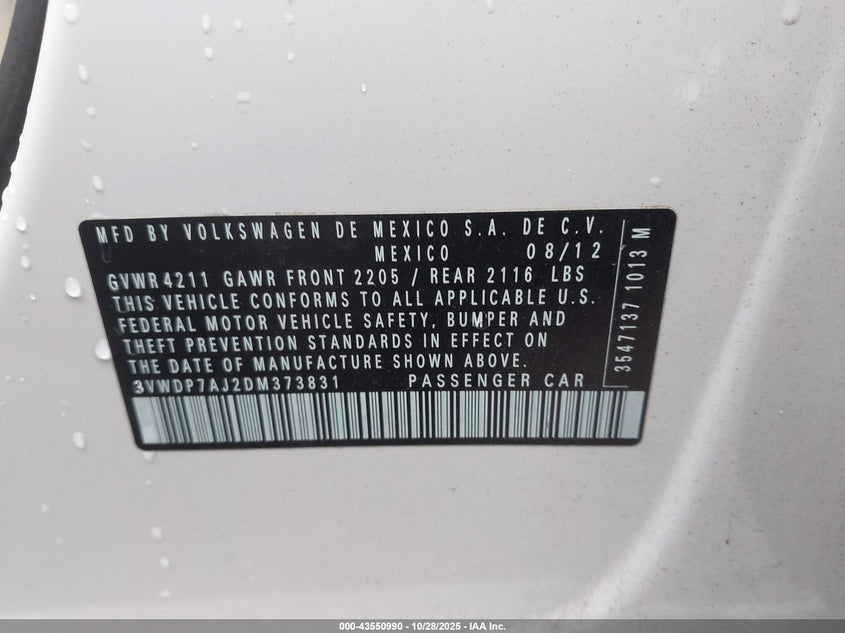 MFD BY VOLKSWAGEN DE MEXICO S.A. DE C.V.
MEXICO 08/12
GVWR 4211 GAWR FRONT 2205 / REAR 2116 LBS
THIS VEHICLE CONFORMS TO ALL APPLICABLE U.S.
FEDERAL MOTOR VEHICLE SAFETY, BUMPER AND
THEFT PREVENTION STANDARDS IN EFFECT ON
THE DATE OF MANUFACTURE SHOWN ABOVE.
3VWDP7AJ2DM373831 PASSENGER CAR
3547137 1013 M
000-43550990 | 10/28/2025 - IAA Inc.